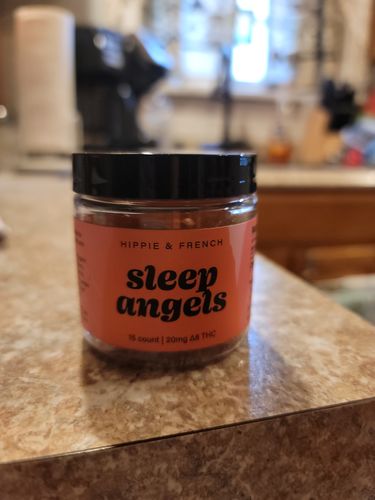 HIPPIE & FRENCH
sleep
angels
15 count | 20mg Δ8 THC